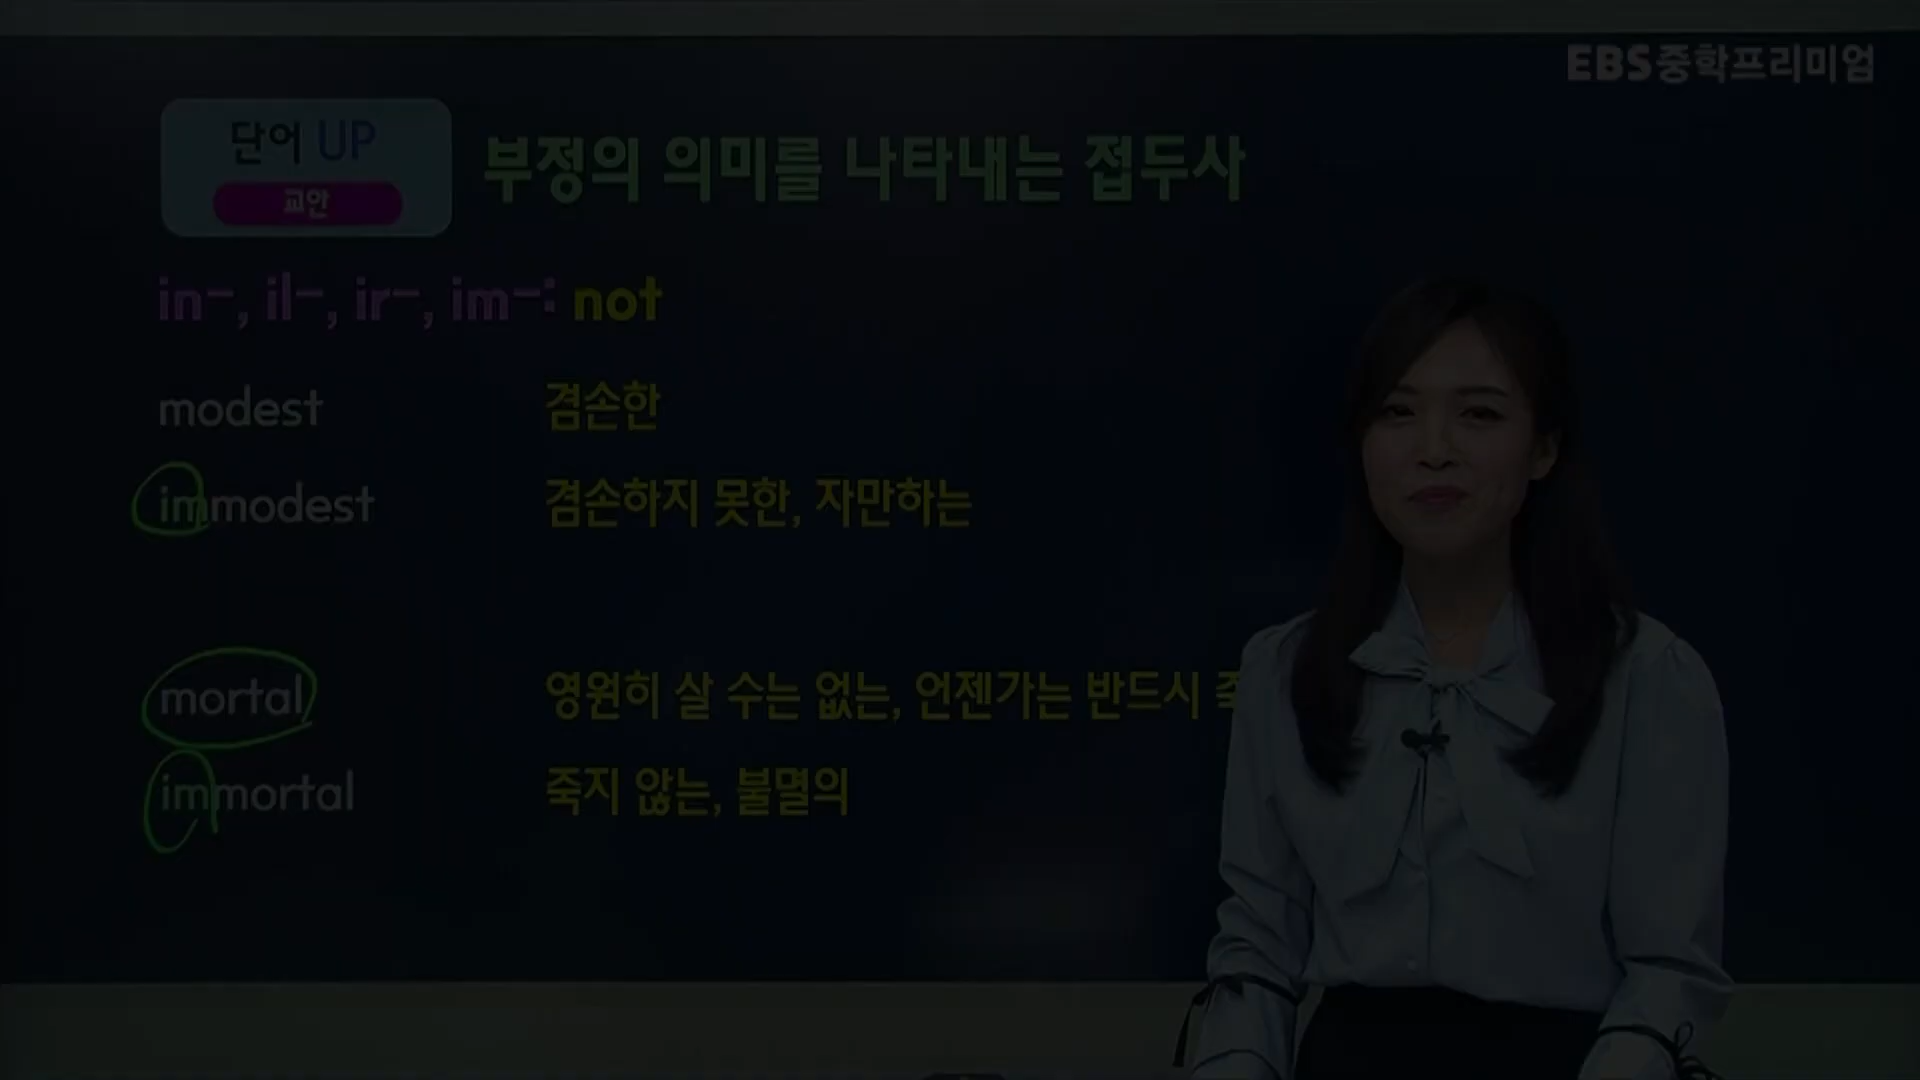 EBS중학프리미엄
단어 UP
교안
부정의 의미를 나타내는 접두사
in-, il-, ir-, im-: not
modest 겸손한
immodest 겸손하지 못한, 자만하는
mortal 영원히 살 수는 없는, 언젠가는 반드시
immortal 죽지 않는, 불멸의